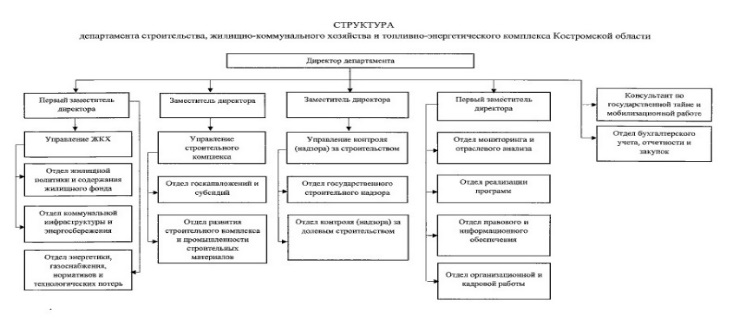 СТРУКТУРА
департамента строительства, жилищно-коммунального хозяйства и топливно-энергетического комплекса Костромской области
Директор департамента
Первый заместитель
директора
Заместитель директора
Заместитель директора
Первый заместитель
директора
Консультант по
государственной тайне и
мобилизационной работе
Управление ЖКХ
Управление
строительного
комплекса
Управление контроля
(надзора) за строительством
Отдел мониторинга и
отраслевого анализа
Отдел бухгалтерского
учета, отчетности и
закупок
Отдел жилищной
политики и содержания
жилищного фонда
Отдел госкапвложений и
субсидий
Отдел государственного
строительного надзора
Отдел реализации
программ
Отдел коммунальной
инфраструктуры и
энергосбережения
Отдел развития
строительного комплекса
и промышленности
строительных
материалов
Отдел контроля (надзора) за
долевым строительством
Отдел правового и
информационного
обеспечения
Отдел энергетики,
газоснабжения,
нормативов и
технологических потерь
Отдел организационной и
кадровой работы